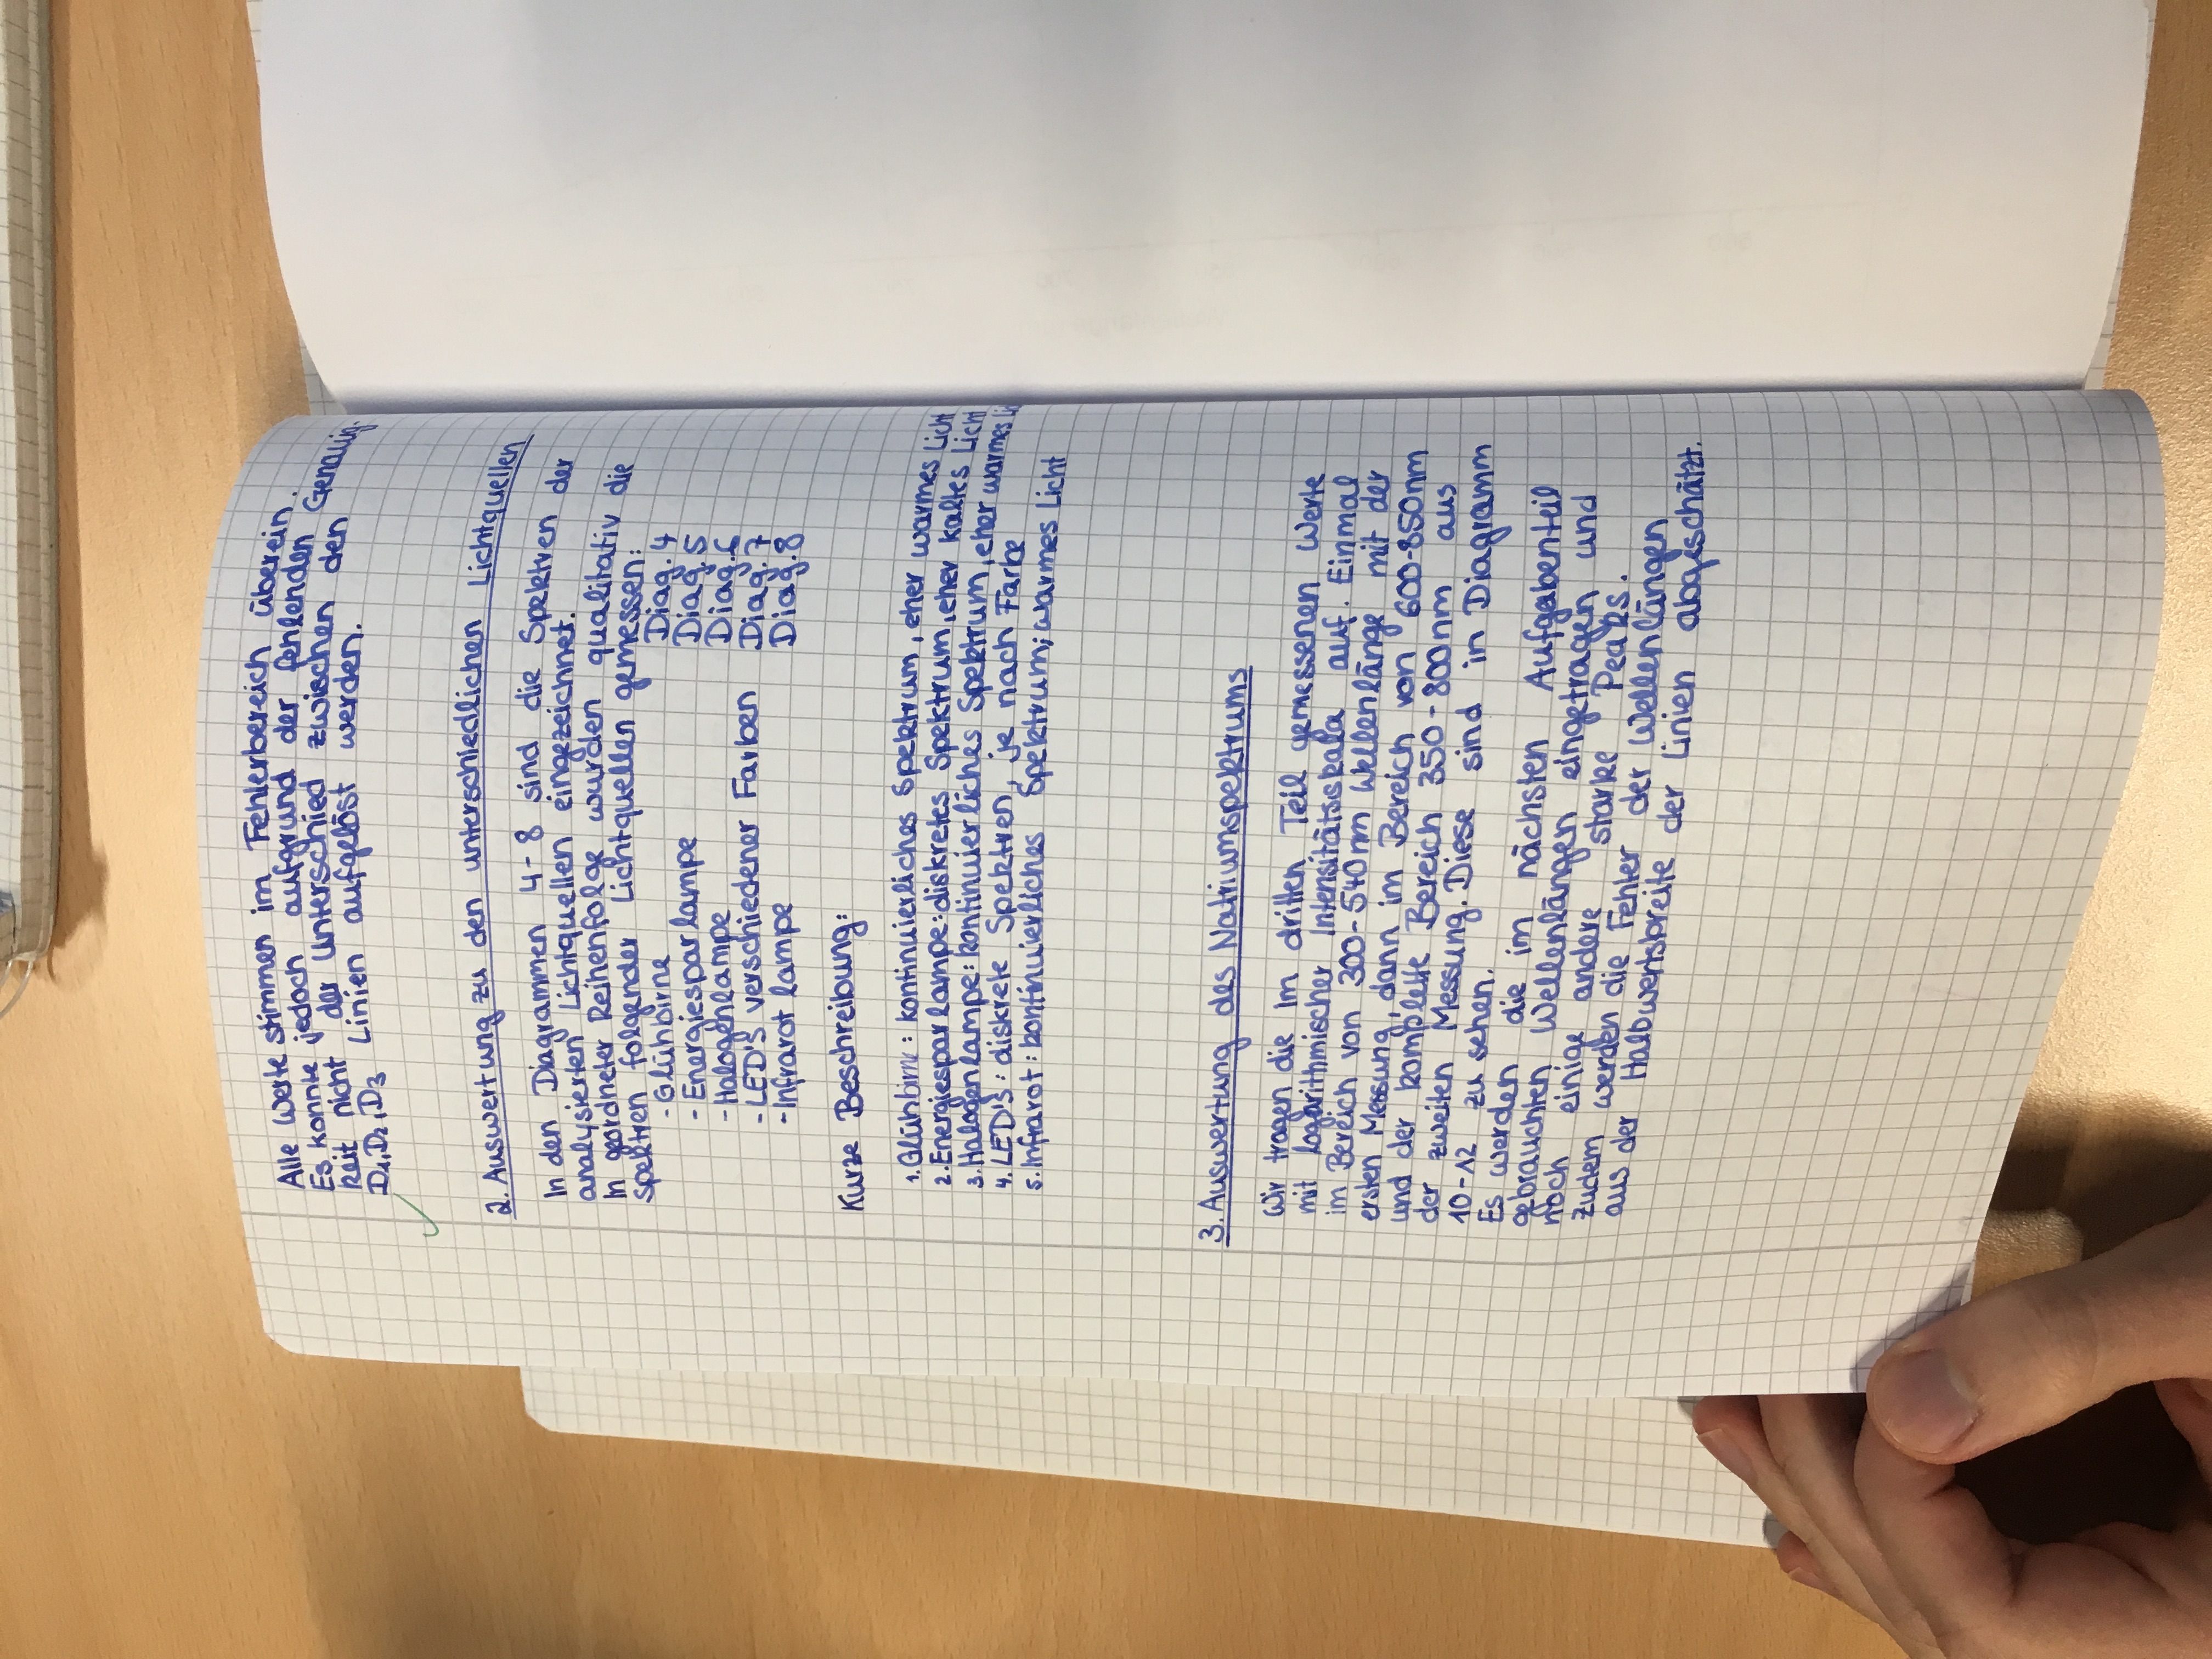 Alle Werte stimmen im Fehlerbereich überein.
Es konnte jedoch aufgrund der fehlenden Genauig-
keit nicht der Unterschied zwischen den
D1, D2, D3 Linien aufgelöst werden.
2. Auswertung zu den unterschiedlichen Lichtquellen
In den Diagrammen 4-8 sind die Spektren der
analysierten Lichtquellen eingezeichnet.
In geordneter Reihenfolge wurden qualitativ die
Spektren folgender Lichtquellen gemessen:
- Glühbirne Diag. 4
- Energiesparlampe Diag. 5
- Halogenlampe Diag. 6
- LED's verschiedener Farben Diag. 7
- Infrarotlampe Diag. 8
Kurze Beschreibung:
1. Glühbirne: kontinuierliches Spektrum, eher warmes Licht
2. Energiesparlampe: diskretes Spektrum, eher kaltes Licht
3. Halogenlampe: kontinuierliches Spektrum, eher warmes
4. LED's: diskrete Spektren, je nach Farbe
5. Infrarot: kontinuierliches Spektrum; warmes Licht
3. Auswertung des Natriumspektrums
Wir tragen die im dritten Teil gemessenen Werte
mit logarithmischer Intensitätsskala auf. Einmal
im Bereich von 300-540nm Wellenlänge mit der
ersten Messung, dann im Bereich von 600-850nm
und der komplette Bereich 350-800nm aus
der zweiten Messung. Diese sind in Diagramm
10-12 zu sehen.
Es werden die im nächsten Aufgabenteil
gebrauchten Wellenlängen eingetragen und
noch einige andere starke Peaks.
Zudem werden die Fehler der Wellenlängen
aus der Halbwertsbreite der Linien abgeschätzt.